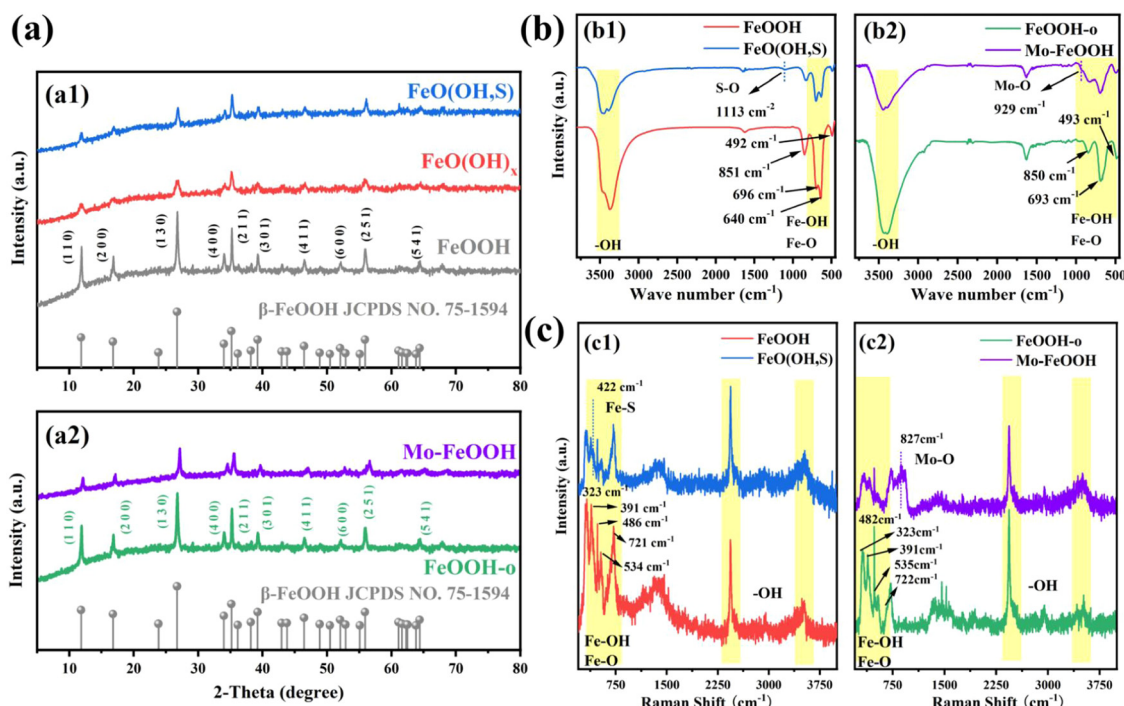 (a)
(a1)
FeO(OH,S)
FeO(OH)x
FeOOH
(1 1 0)
(2 0 0)
(1 3 0)
(4 0 0)
(2 1 1)
(3 0 1)
(4 1 1)
(6 0 0)
(2 5 1)
(5 4 1)
β-FeOOH JCPDS NO. 75-1594
Intensity (a.u.)
10 20 30 40 50 60 70 80
(a2)
Mo-FeOOH
(1 1 0)
(2 0 0)
(1 3 0)
(4 0 0)
(2 1 1)
(3 0 1)
(4 1 1)
(6 0 0)
(2 5 1)
(5 4 1)
FeOOH-o
β-FeOOH JCPDS NO. 75-1594
Intensity (a.u.)
10 20 30 40 50 60 70 80
2-Theta (degree)
(b)
(b1)
FeOOH
FeO(OH,S)
S-O
1113 cm-2
492 cm-1
851 cm-1
696 cm-1
640 cm-1
-OH
Fe-OH
Fe-O
Intensity (a.u.)
3750 3000 2250 1500 750
Wave number (cm-1)
(b2)
FeOOH-o
Mo-FeOOH
Mo-O
929 cm-1
493 cm-1
850 cm-1
693 cm-1
-OH
Fe-OH
Fe-O
3750 3000 2250 1500 750
Wave number (cm-1)
(c)
(c1)
FeOOH
FeO(OH,S)
422 cm-1
Fe-S
323 cm-1
391 cm-1
486 cm-1
721 cm-1
534 cm-1
-OH
Fe-OH
Fe-O
Intensity (a.u.)
750 1500 2250 3000 3750
Raman Shift (cm-1)
(c2)
FeOOH-o
Mo-FeOOH
827cm-1
Mo-O
482cm-1
323cm-1
391cm-1
535cm-1
722cm-1
-OH
Fe-OH
Fe-O
750 1500 2250 3000 3750
Raman Shift (cm-1)